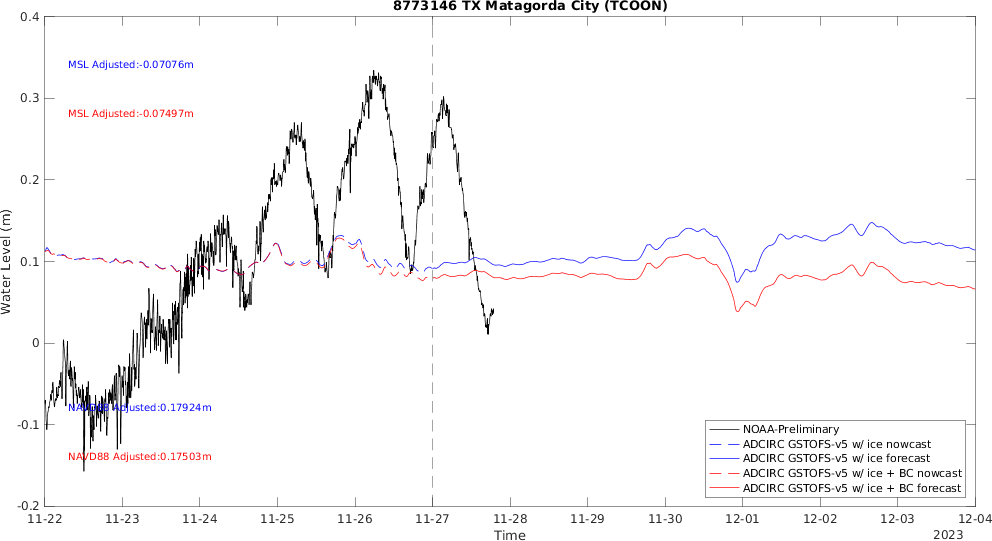 8773146 TX Matagorda City (TCOON)
0.4
0.3
0.2
0.1
0
-0.1
-0.2
Water Level (m)
MSL Adjusted:-0.07076m
MSL Adjusted:-0.07497m
NAVD88 Adjusted:0.17924m
NAVD88 Adjusted:0.17503m
NOAA-Preliminary
ADCIRC GSTOFS-v5 w/ ice nowcast
ADCIRC GSTOFS-v5 w/ ice forecast
ADCIRC GSTOFS-v5 w/ ice + BC nowcast
ADCIRC GSTOFS-v5 w/ ice + BC forecast
11-22 11-23 11-24 11-25 11-26 11-27 11-28 11-29 11-30 12-01 12-02 12-03 12-04
Time
2023